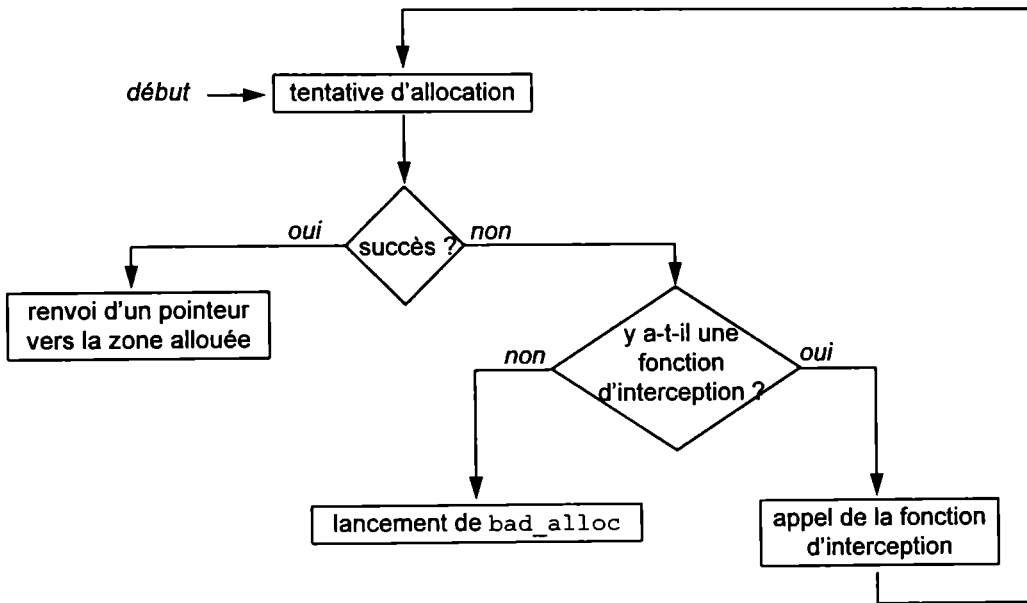 début
tentative d'allocation
oui
succès ?
non
renvoi d'un pointeur
vers la zone allouée
non
y a-t-il une
fonction
d'interception ?
oui
lancement de bad_alloc
appel de la fonction
d'interception